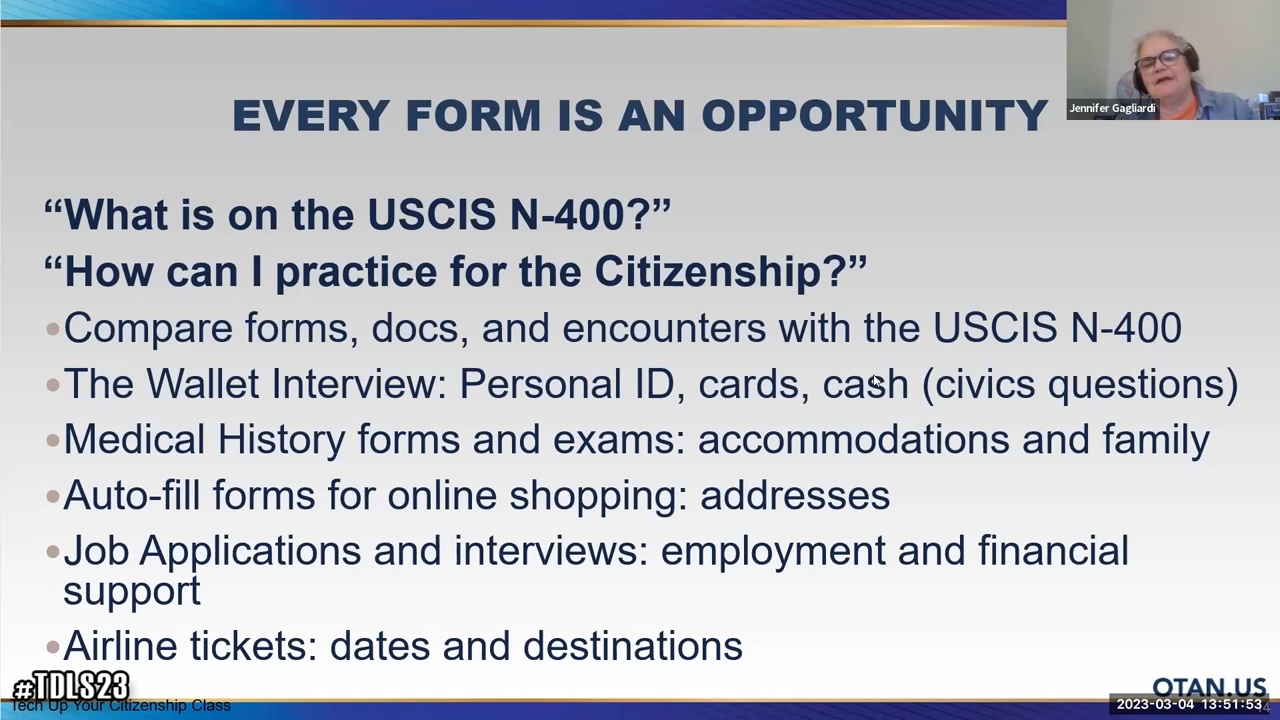 Jennifer Gagliardi
EVERY FORM IS AN OPPORTUNITY
“What is on the USCIS N-400?”
“How can I practice for the Citizenship?”
•Compare forms, docs, and encounters with the USCIS N-400
•The Wallet Interview: Personal ID, cards, cash (civics questions)
•Medical History forms and exams: accommodations and family
•Auto-fill forms for online shopping: addresses
•Job Applications and interviews: employment and financial
support
•Airline tickets: dates and destinations
#TDLS23
Tech Up Your Citizenship Class
OTAN.US
2023-03-04 13:51:53